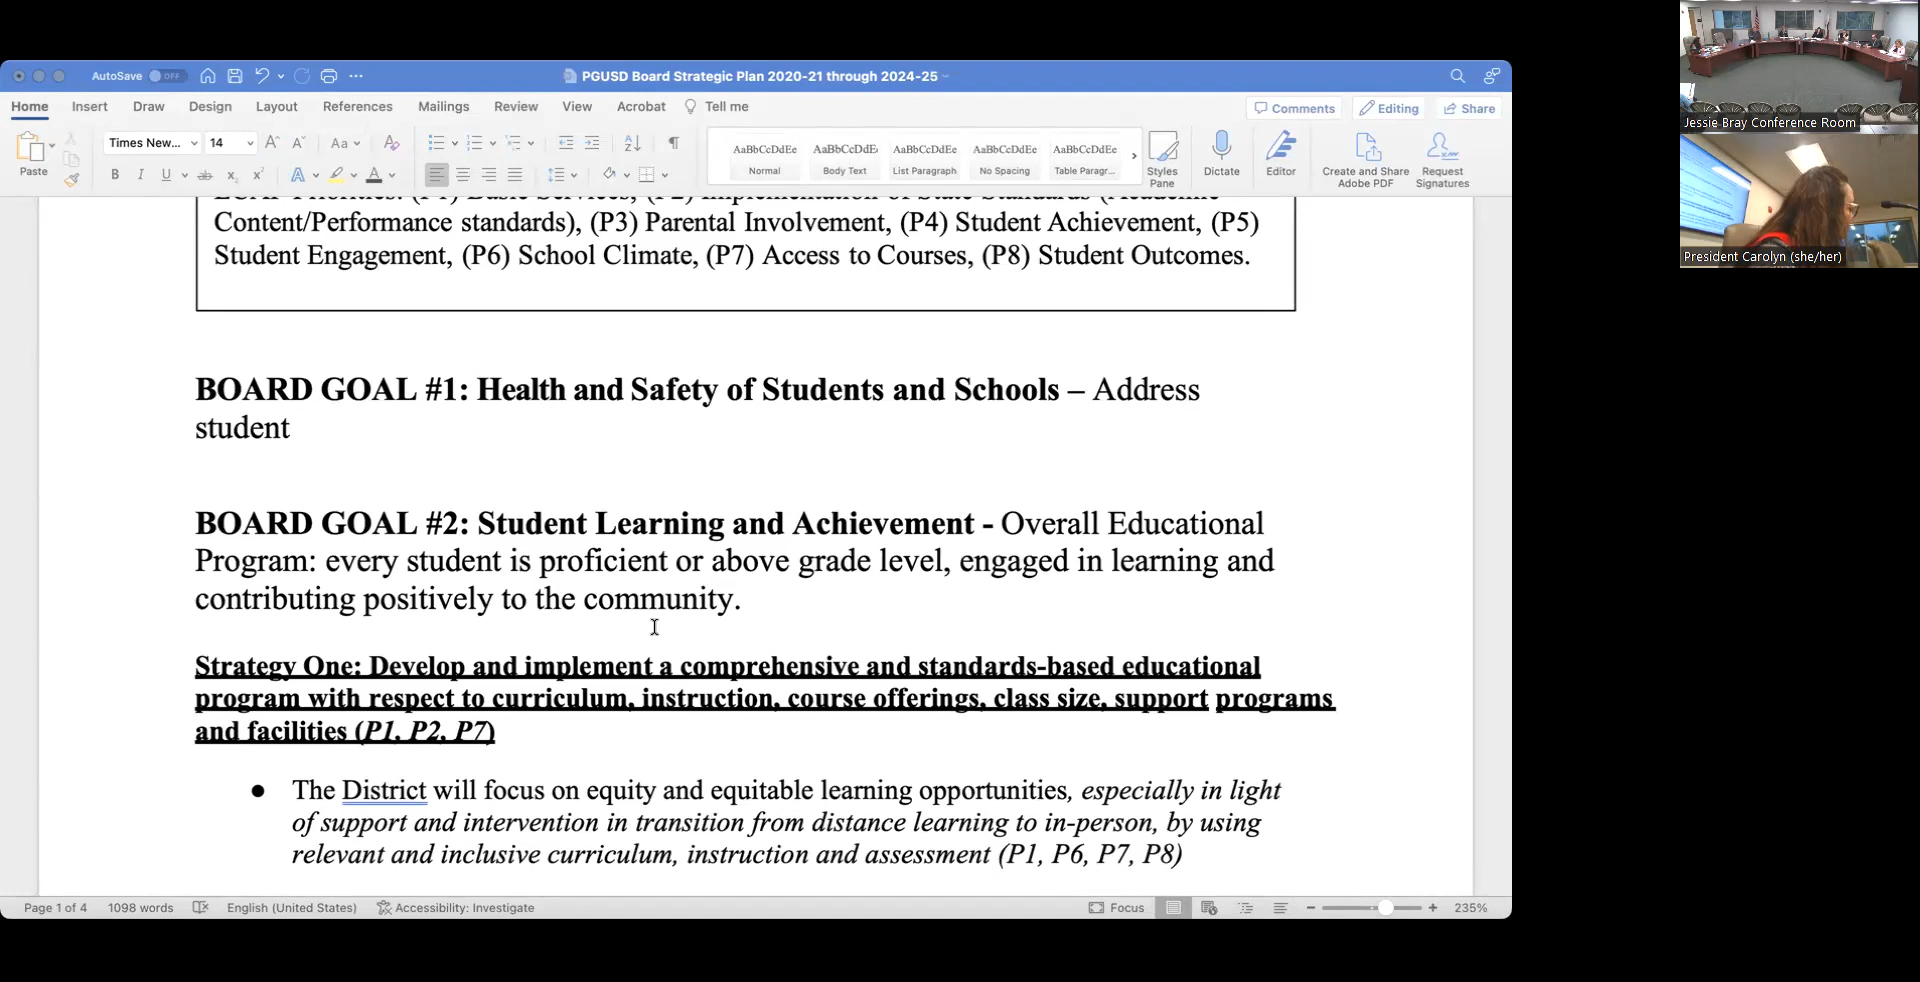 AutoSave OFF
PGUSD Board Strategic Plan 2020-21 through 2024-25
Home Insert Draw Design Layout References Mailings Review View Acrobat Tell me
Comments Editing Share
Paste
Times New... 14
AaBbCcDdEe AaBbCcDdE AaBbCcDdEe AaBbCcDdEe AaBbCcDdEe
Normal Body Text List Paragraph No Spacing Table Paragr...
Styles Pane
Dictate
Editor
Create and Share Adobe PDF
Request Signatures
Content/Performance standards), (P3) Parental Involvement, (P4) Student Achievement, (P5)
Student Engagement, (P6) School Climate, (P7) Access to Courses, (P8) Student Outcomes.
BOARD GOAL #1: Health and Safety of Students and Schools – Address
student
BOARD GOAL #2: Student Learning and Achievement - Overall Educational
Program: every student is proficient or above grade level, engaged in learning and
contributing positively to the community.
Strategy One: Develop and implement a comprehensive and standards-based educational
program with respect to curriculum, instruction, course offerings, class size, support programs
and facilities (P1, P2, P7)
● The District will focus on equity and equitable learning opportunities, especially in light
of support and intervention in transition from distance learning to in-person, by using
relevant and inclusive curriculum, instruction and assessment (P1, P6, P7, P8)
Page 1 of 4 1098 words English (United States) Accessibility: Investigate
Focus 235%
Jessie Bray Conference Room
President Carolyn (she/her)